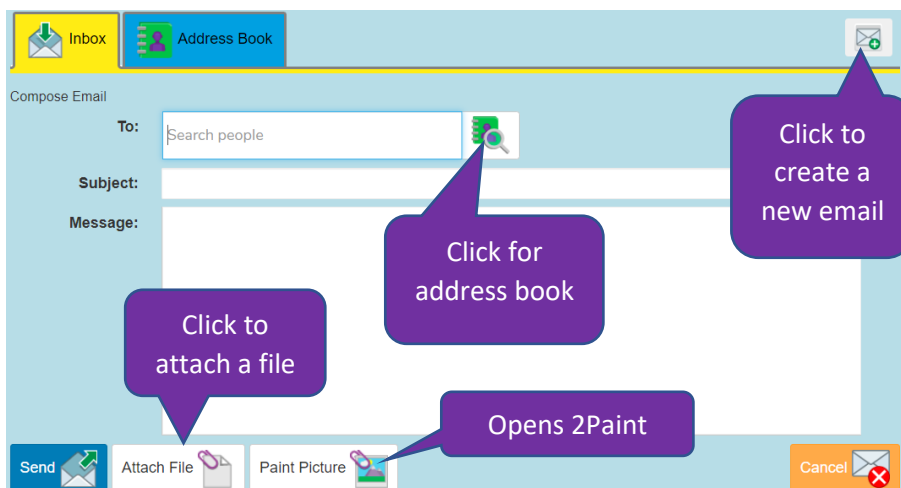 Inbox
Address Book
Compose Email
To:
Search people
Click to
create a
new email
Subject:
Message:
Click for
address book
Click to
attach a file
Opens 2Paint
Send
Attach File
Paint Picture
Cancel